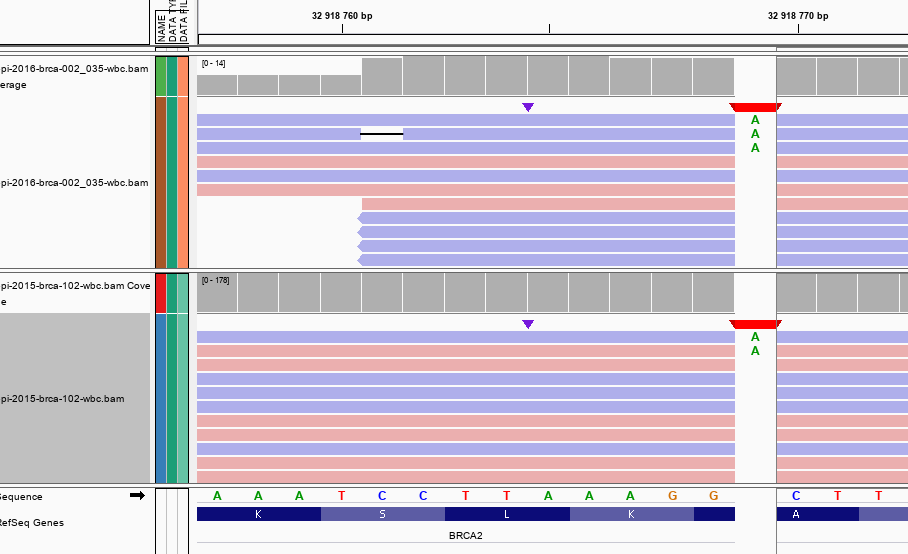 32 918 760 bp
32 918 770 bp
NAME
DATA TY
DATA FIL
pi-2016-brca-002_035-wbc.bam
erage
[0 - 14]
A
A
A
pi-2016-brca-002_035-wbc.bam
pi-2015-brca-102-wbc.bam Cove
e
[0 - 178]
A
A
pi-2015-brca-102-wbc.bam
Sequence
A A A T C C T T A A A G G C T T
RefSeq Genes
K S L K A
BRCA2